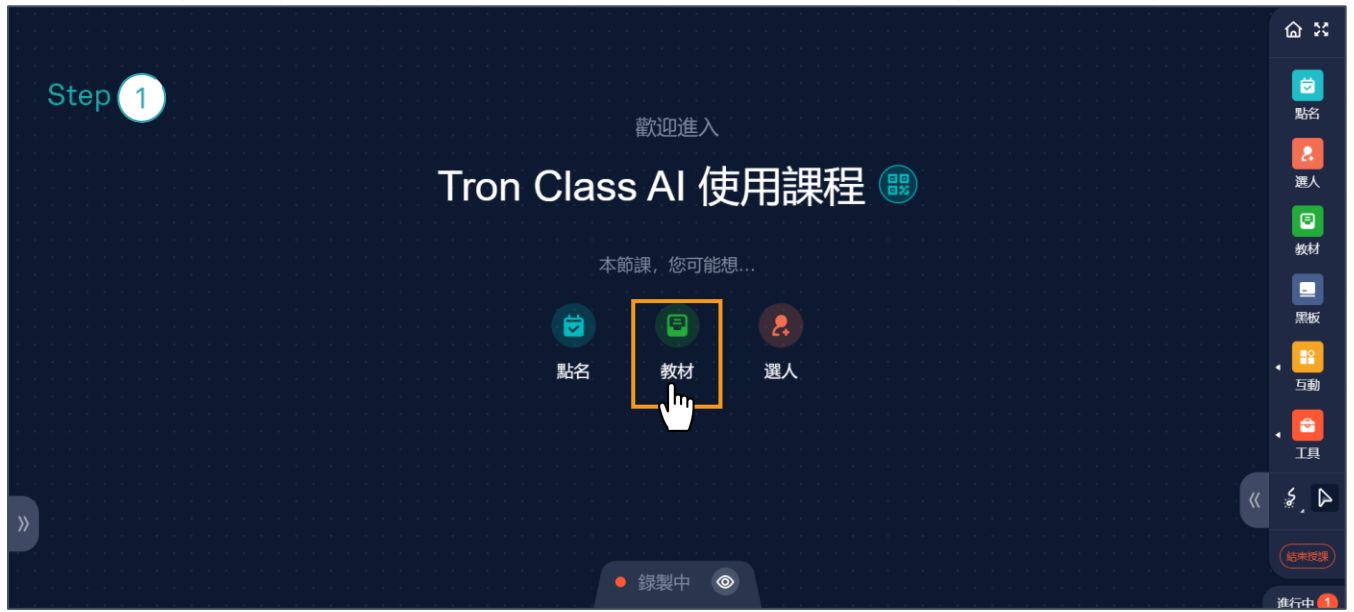 Step 1
歡迎進入
Tron Class AI 使用課程
本節課，您可能想...
點名
教材
選人
錄製中
點名
選人
教材
黑板
互動
工具
結束授課
進行中 1